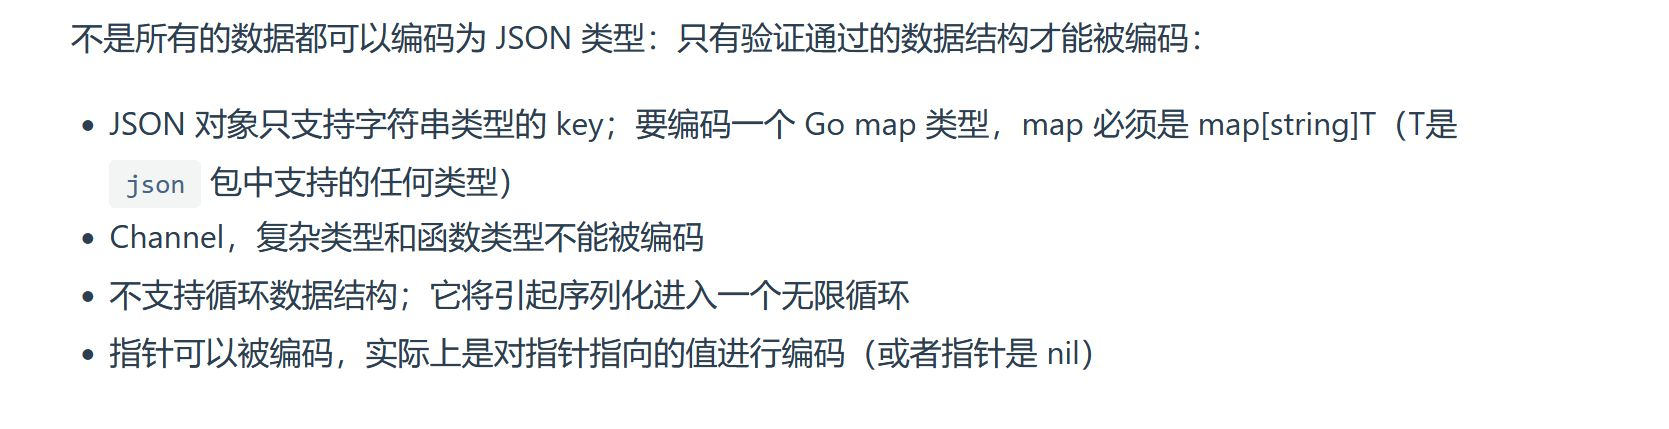 不是所有的数据都可以编码为 JSON 类型：只有验证通过的数据结构才能被编码：
• JSON 对象只支持字符串类型的 key；要编码一个 Go map 类型，map 必须是 map[string]T（T是
json 包中支持的任何类型）
• Channel，复杂类型和函数类型不能被编码
• 不支持循环数据结构；它将引起序列化进入一个无限循环
• 指针可以被编码，实际上是对指针指向的值进行编码（或者指针是 nil）